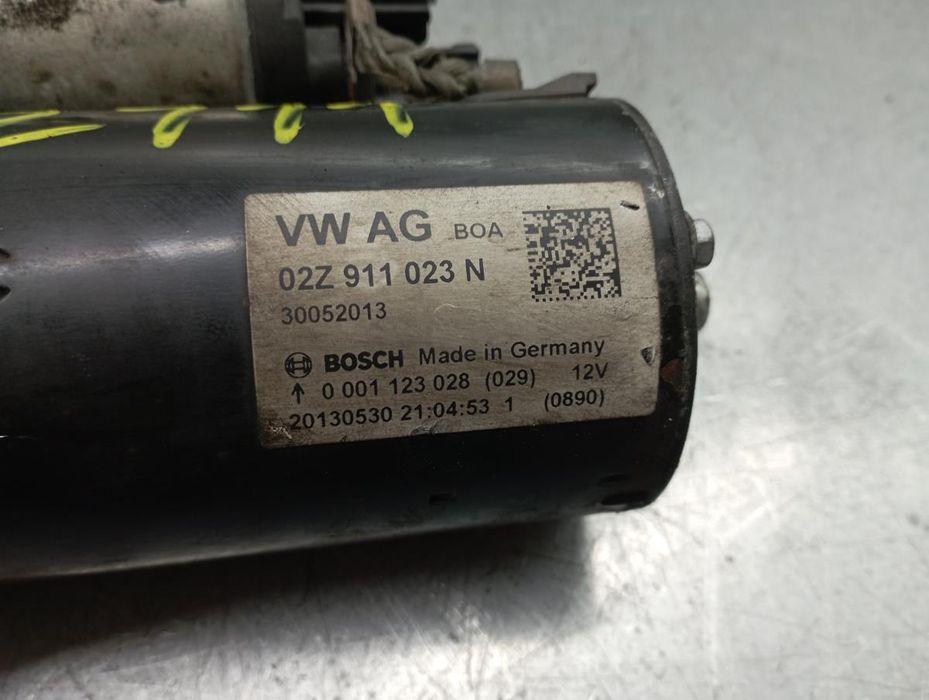 VW AG BOA
02Z 911 023 N
30052013
BOSCH Made in Germany
0 001 123 028 (029) 12V
20130530 21:04:53 1 (0890)